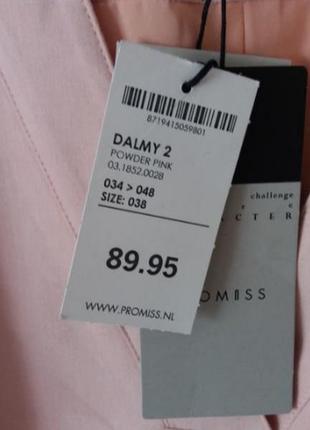 8719415059801
DALMY 2
POWDER PINK
03.1852.0028
034 > 048
SIZE: 038
89.95
WWW.PROMISS.NL
challenge
CTER
OMISS